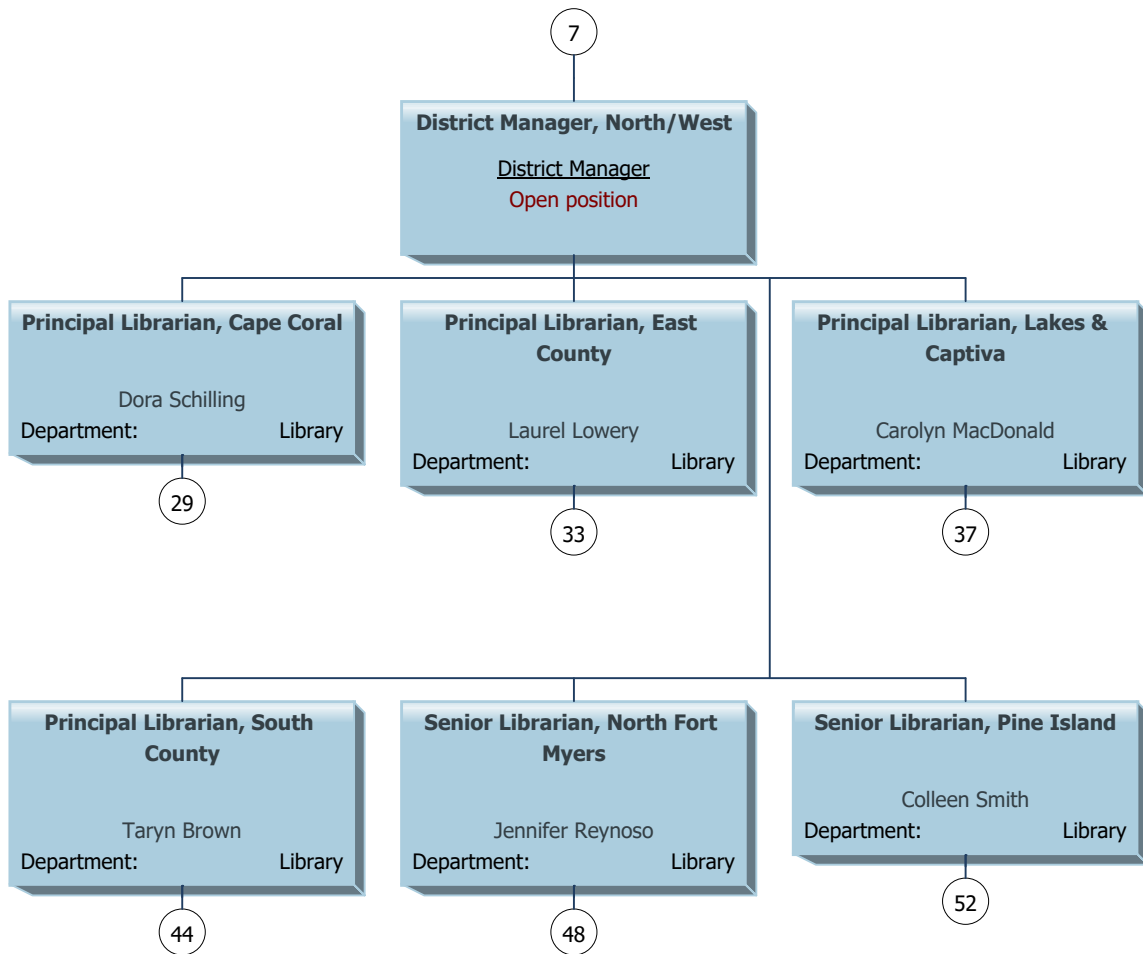 7
District Manager, North/West
District Manager
Open position
Principal Librarian, Cape Coral
Dora Schilling
Department: Library
29
Principal Librarian, East
County
Laurel Lowery
Department: Library
33
Principal Librarian, Lakes &
Captiva
Carolyn MacDonald
Department: Library
37
Principal Librarian, South
County
Taryn Brown
Department: Library
44
Senior Librarian, North Fort
Myers
Jennifer Reynoso
Department: Library
48
Senior Librarian, Pine Island
Colleen Smith
Department: Library
52